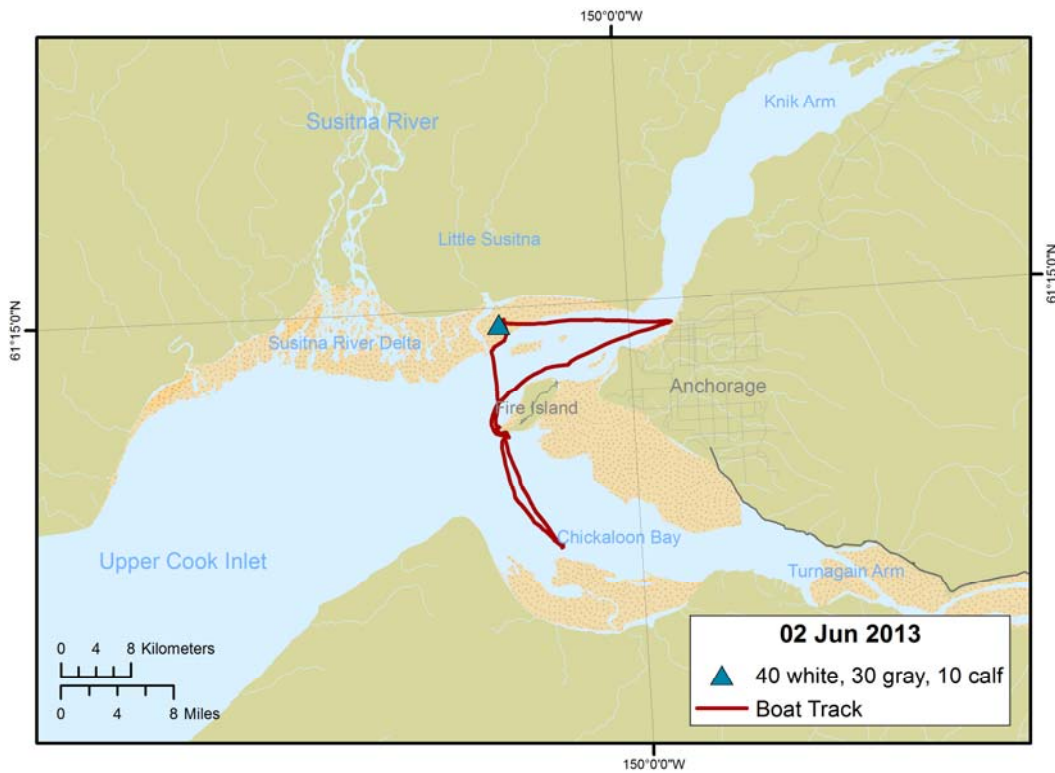 150°0'0"W
Knik Arm
Susitna River
Little Susitna
61°15'0"N
61°15'0"N
Susitna River Delta
Anchorage
Fire Island
Chickaloon Bay
Upper Cook Inlet
Turnagain Arm
02 Jun 2013
40 white, 30 gray, 10 calf
Boat Track
0 4 8 Kilometers
0 4 8 Miles
150°0'0"W